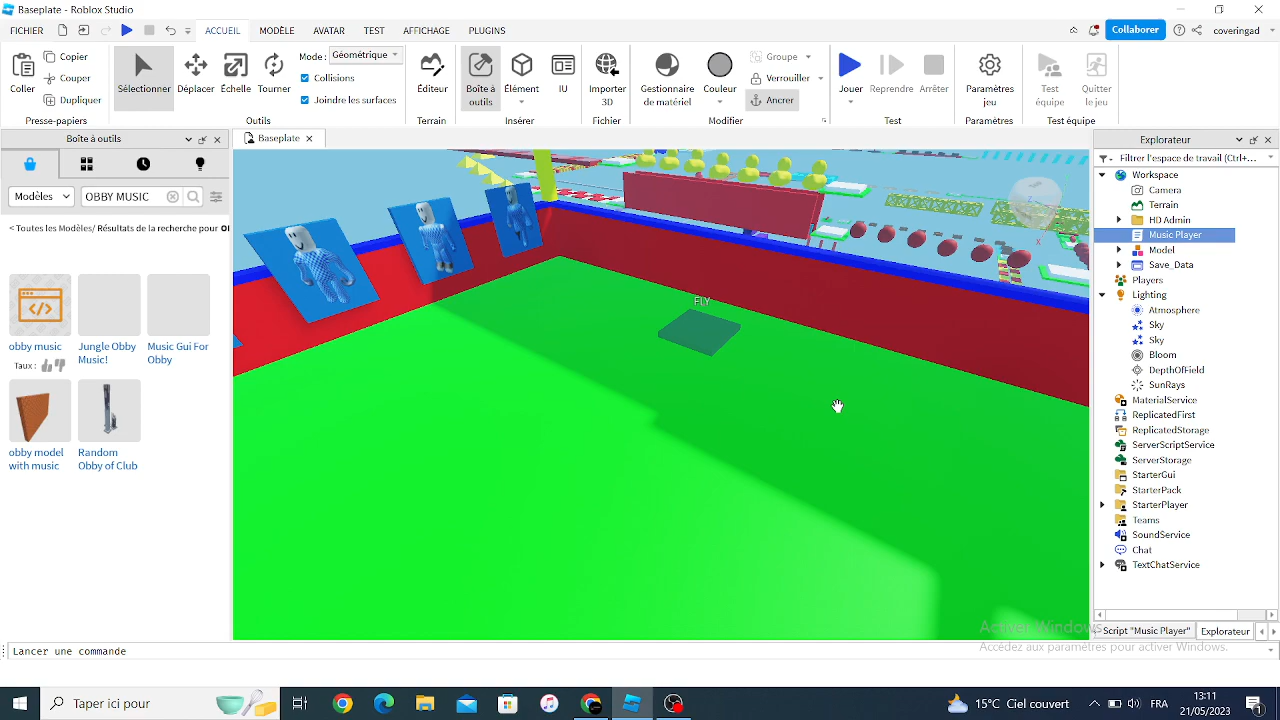 Baseplate - Roblox Studio
FICHIER ACCUEIL MODÈLE AVATAR TEST AFFICHAGE PLUGINS Collaborer coveringad
Coller Copier Couper Dupliquer
Sélectionner Déplacer Échelle Tourner
Mode: Géométrique
Collisions
Joindre les surfaces
Éditeur
Boîte à outils Élément IU
Importer 3D
Gestionnaire de matériel Couleur
Groupe
Verrouiller
Ancrer
Jouer Reprendre Arrêter
Paramètres jeu
Test équipe Quitter le jeu
Presse-papiers Outils Terrain Insérer Fichier Modifier Test Paramètres Test équipe
Boîte à outils
Modèles OBBY MUSIC
< Toutes les Modèles/ Résultats de la recherche pour
obby music
Taux :
Jungle Obby Music!
Music Gui For Obby
obby model with music
Random Obby of Club
Baseplate
FLY
Explorateur
Filtrer l'espace de travail (Ctrl+...
Workspace
Camera
Terrain
HD Admin
Music Player
Model
Save_Data
Players
Lighting
Atmosphere
Sky
Sky
Bloom
DepthOfField
SunRays
MaterialService
ReplicatedFirst
ReplicatedStorage
ServerScriptService
ServerStorage
StarterGui
StarterPack
StarterPlayer
Teams
SoundService
Chat
TextChatService
Script "Music Player" Explorateur
Activer Windows
Accédez aux paramètres pour activer Windows.
Lancer une commande
Taper ici pour
15°C Ciel couvert
FRA
13:11
21/05/2023